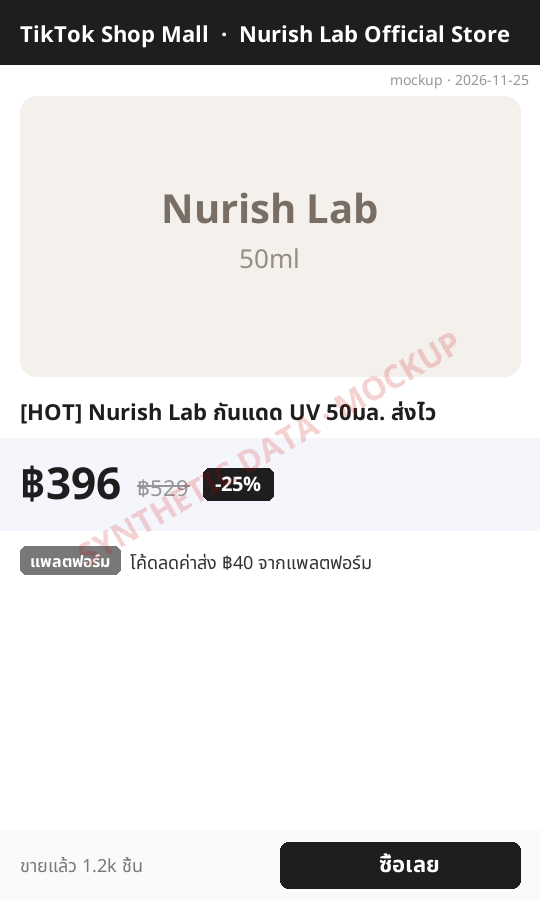 TikTok Shop Mall · Nurish Lab Official Store
mockup · 2026-11-25
Nurish Lab
50ml
[HOT] Nurish Lab กันแดด UV 50มล. ส่งไว
฿396 ฿529 -25%
แพลตฟอร์ม โค้ดลดค่าส่ง ฿40 จากแพลตฟอร์ม
SYNTHETIC DATA · MOCKUP
ขายแล้ว 1.2k ชิ้น ซื้อเลย